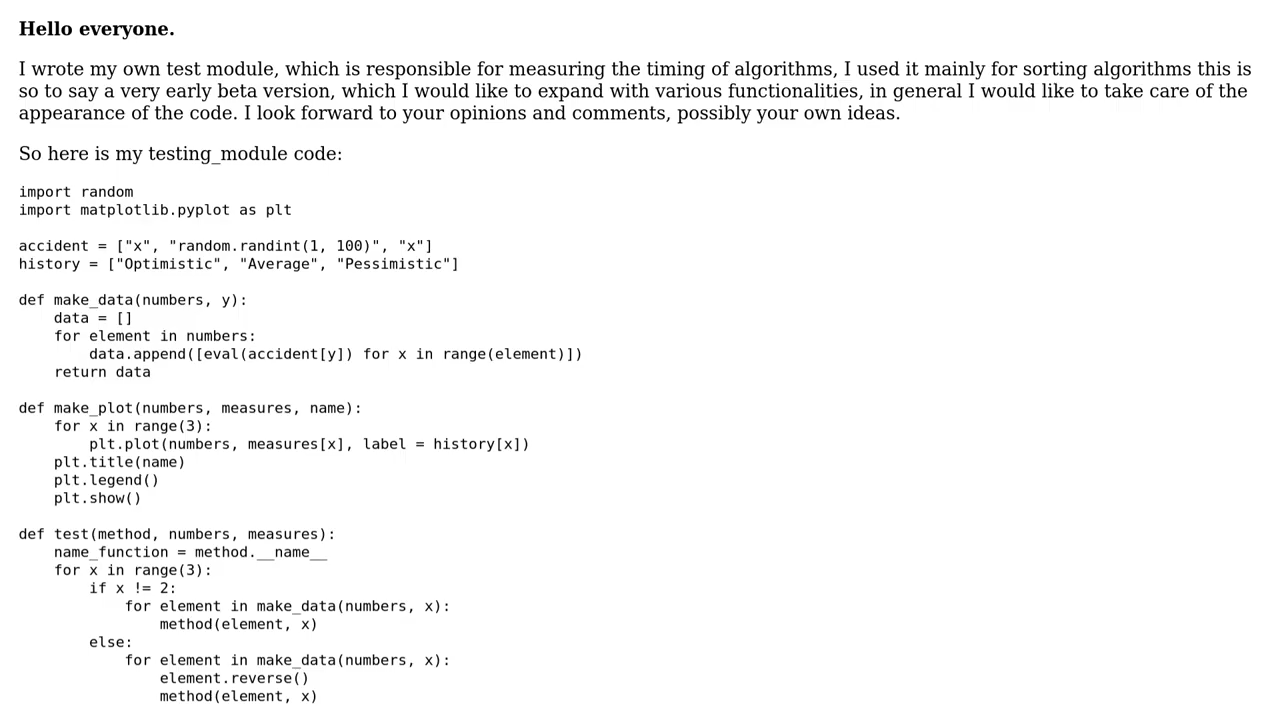 Hello everyone.
I wrote my own test module, which is responsible for measuring the timing of algorithms, I used it mainly for sorting algorithms this is
so to say a very early beta version, which I would like to expand with various functionalities, in general I would like to take care of the
appearance of the code. I look forward to your opinions and comments, possibly your own ideas.
So here is my testing_module code:
import random
import matplotlib.pyplot as plt

accident = ["x", "random.randint(1, 100)", "x"]
history = ["Optimistic", "Average", "Pessimistic"]

def make_data(numbers, y):
    data = []
    for element in numbers:
        data.append([eval(accident[y]) for x in range(element)])
    return data

def make_plot(numbers, measures, name):
    for x in range(3):
        plt.plot(numbers, measures[x], label = history[x])
    plt.title(name)
    plt.legend()
    plt.show()

def test(method, numbers, measures):
    name_function = method.__name__
    for x in range(3):
        if x != 2:
            for element in make_data(numbers, x):
                method(element, x)
        else:
            for element in make_data(numbers, x):
                element.reverse()
                method(element, x)